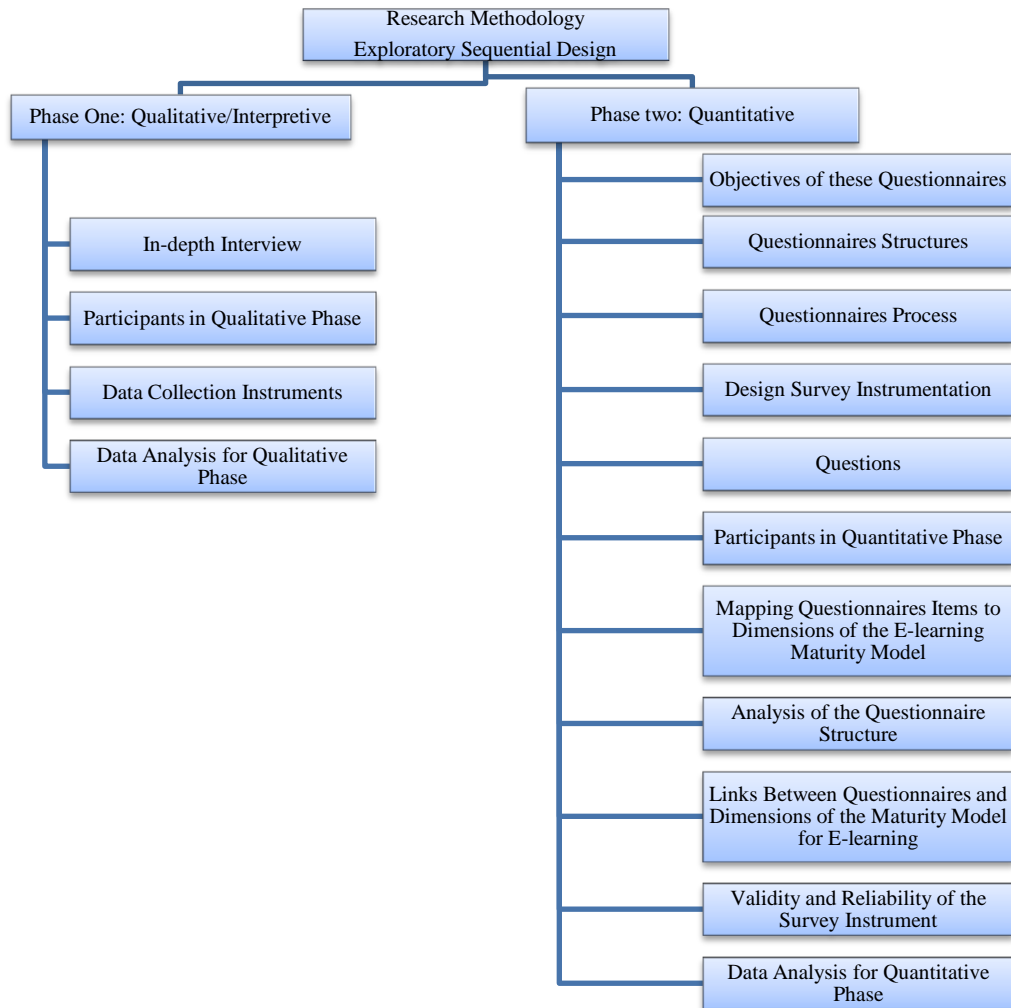 Research Methodology
Exploratory Sequential Design
Phase One: Qualitative/Interpretive
In-depth Interview
Participants in Qualitative Phase
Data Collection Instruments
Data Analysis for Qualitative
Phase
Phase two: Quantitative
Objectives of these Questionnaires
Questionnaires Structures
Questionnaires Process
Design Survey Instrumentation
Questions
Participants in Quantitative Phase
Mapping Questionnaires Items to
Dimensions of the E-learning
Maturity Model
Analysis of the Questionnaire
Structure
Links Between Questionnaires and
Dimensions of the Maturity Model
for E-learning
Validity and Reliability of the
Survey Instrument
Data Analysis for Quantitative
Phase